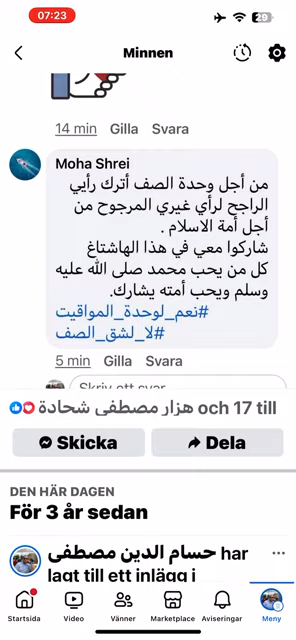 07:23
29
Minnen
14 min Gilla Svara
Moha Shrei
من أجل وحدة الصف أترك رأيي
الراجح لرأي غيري المرجوح من
أجل أمة الاسلام .
شاركوا معي في هذا الهاشتاغ
كل من يحب محمد صلى الله عليه
وسلم ويحب أمته يشارك.
#نعم_لوحدة_المواقيت
#لا_لشق_الصف
5 min Gilla Svara
Skriv ett svar
هزار مصطفى شحادة och 17 till
Skicka
Dela
DEN HÄR DAGEN
För 3 år sedan
حسام الدين مصطفى har
lagt till ett inlägg i
Startsida Video Vänner Marketplace Aviseringar Meny